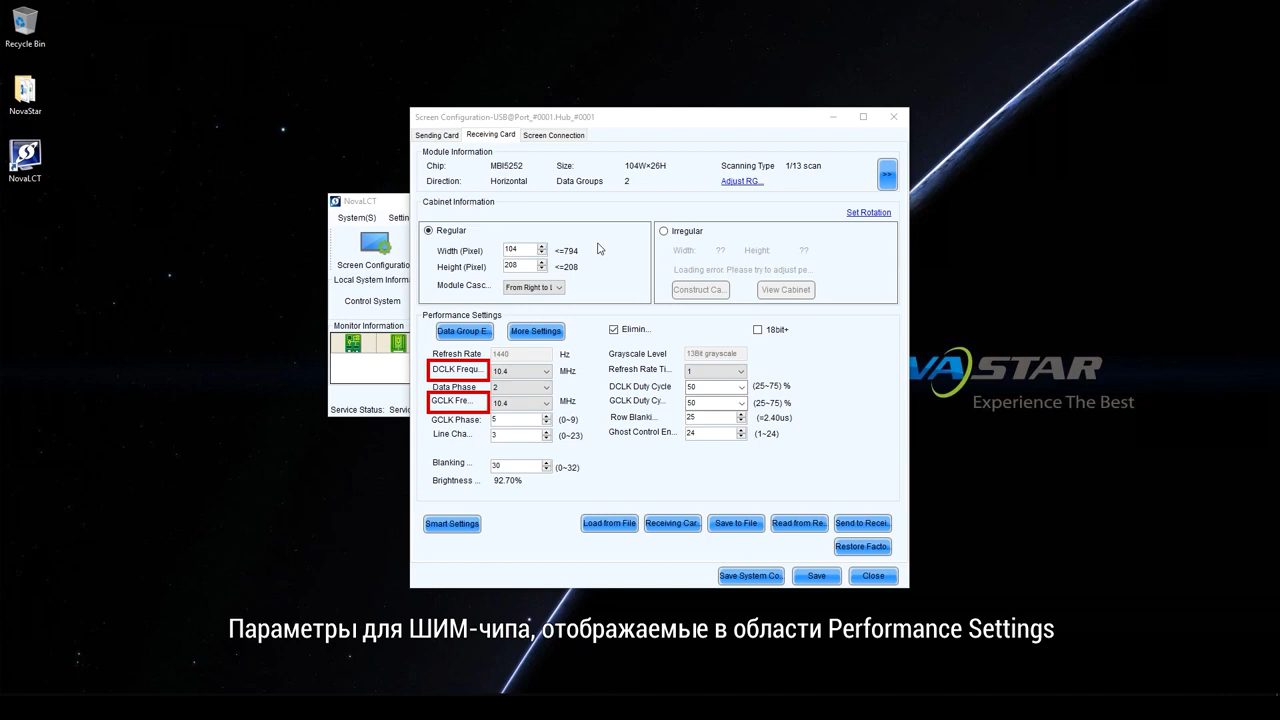 Recycle Bin
NovaStar
NovaLCT
NovaLCT
System(S) Settin
Screen Configuratio
Local System Inform
Control System
Monitor Information
Service Status: Servic
Screen Configuration-USB@Port_#0001.Hub_#0001
Sending Card Receiving Card Screen Connection
Module Information
Chip: MBI5252 Size: 104W×26H Scanning Type 1/13 scan
Direction: Horizontal Data Groups 2 Adjust RG...
>>
Cabinet Information
Set Rotation
Regular
Width (Pixel) 104 <=794
Height (Pixel) 208 <=208
Module Casc... From Right to L
Irregular
Width: ?? Height: ??
Loading error. Please try to adjust pe...
Construct Ca... View Cabinet
Performance Settings
Data Group E... More Settings Elimin... 18bit+
Refresh Rate 1440 Hz Grayscale Level 13Bit grayscale
DCLK Frequ... 10.4 MHz Refresh Rate Ti... 1
Data Phase 2 DCLK Duty Cycle 50 (25~75) %
GCLK Fre... 10.4 MHz GCLK Duty Cy... 50 (25~75) %
GCLK Phase: 5 (0~9) Row Blanki... 25 (=2.40us)
Line Cha... 3 (0~23) Ghost Control En... 24 (1~24)
Blanking ... 30 (0~32)
Brightness ... 92.70%
Smart Settings Load from File Receiving Car... Save to File Read from Re... Send to Recei...
Restore Facto...
Save System Co... Save Close
VASTAR
Experience The Best
Параметры для ШИМ-чипа, отображаемые в области Performance Settings